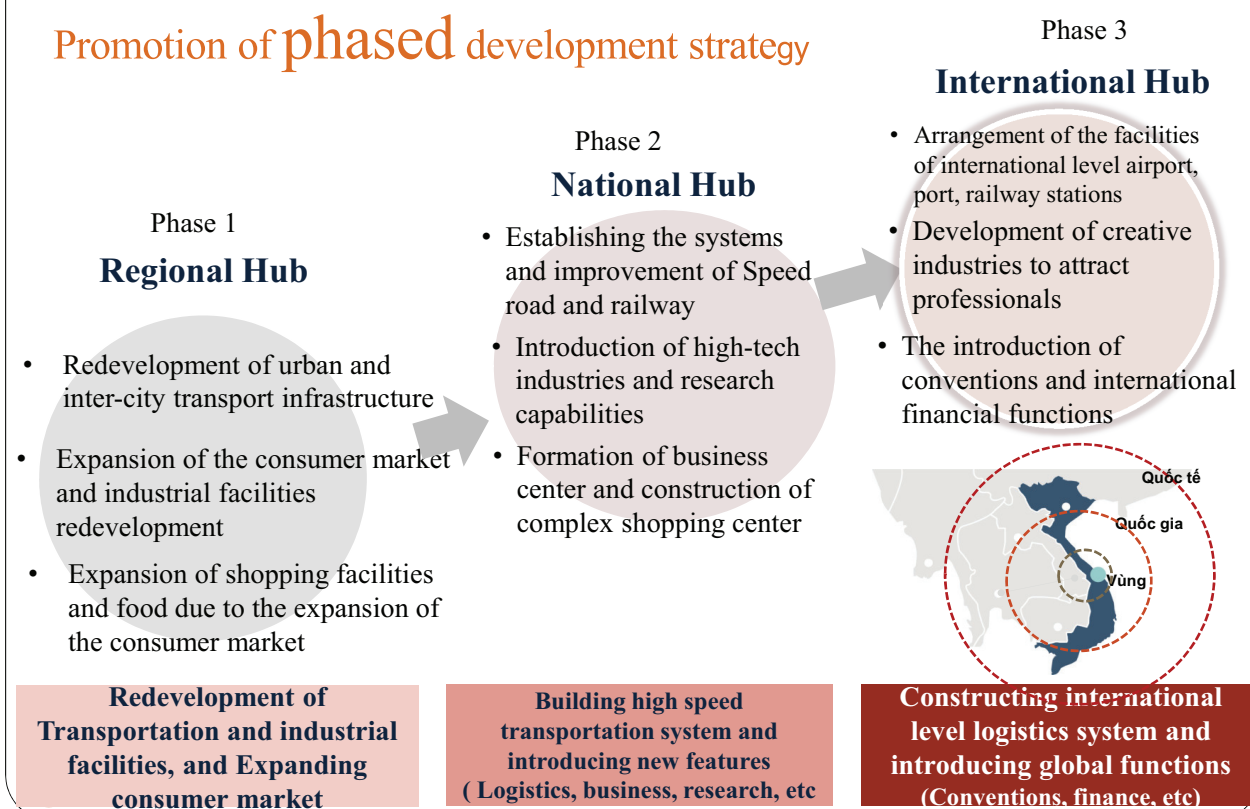 Promotion of phased development strategy
Phase 1
Regional Hub
• Redevelopment of urban and
inter-city transport infrastructure
• Expansion of the consumer market
and industrial facilities
redevelopment
• Expansion of shopping facilities
and food due to the expansion of
the consumer market
Redevelopment of
Transportation and industrial
facilities, and Expanding
consumer market
Phase 2
National Hub
• Establishing the systems
and improvement of Speed
road and railway
• Introduction of high-tech
industries and research
capabilities
• Formation of business
center and construction of
complex shopping center
Building high speed
transportation system and
introducing new features
( Logistics, business, research, etc
Phase 3
International Hub
• Arrangement of the facilities
of international level airport,
port, railway stations
• Development of creative
industries to attract
professionals
• The introduction of
conventions and international
financial functions
Quốc tế
Quốc gia
Vùng
Constructing international
level logistics system and
introducing global functions
(Conventions, finance, etc)